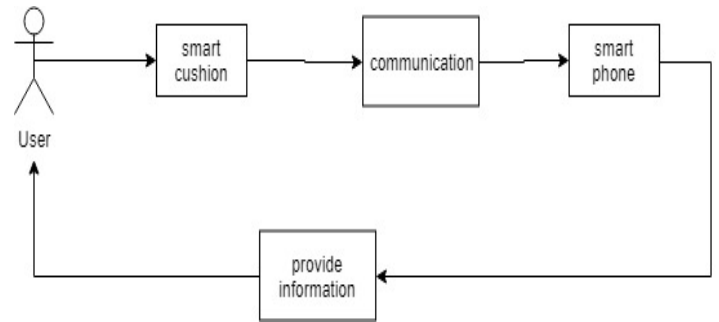 smart
cushion
communication
smart
phone
User
provide
information